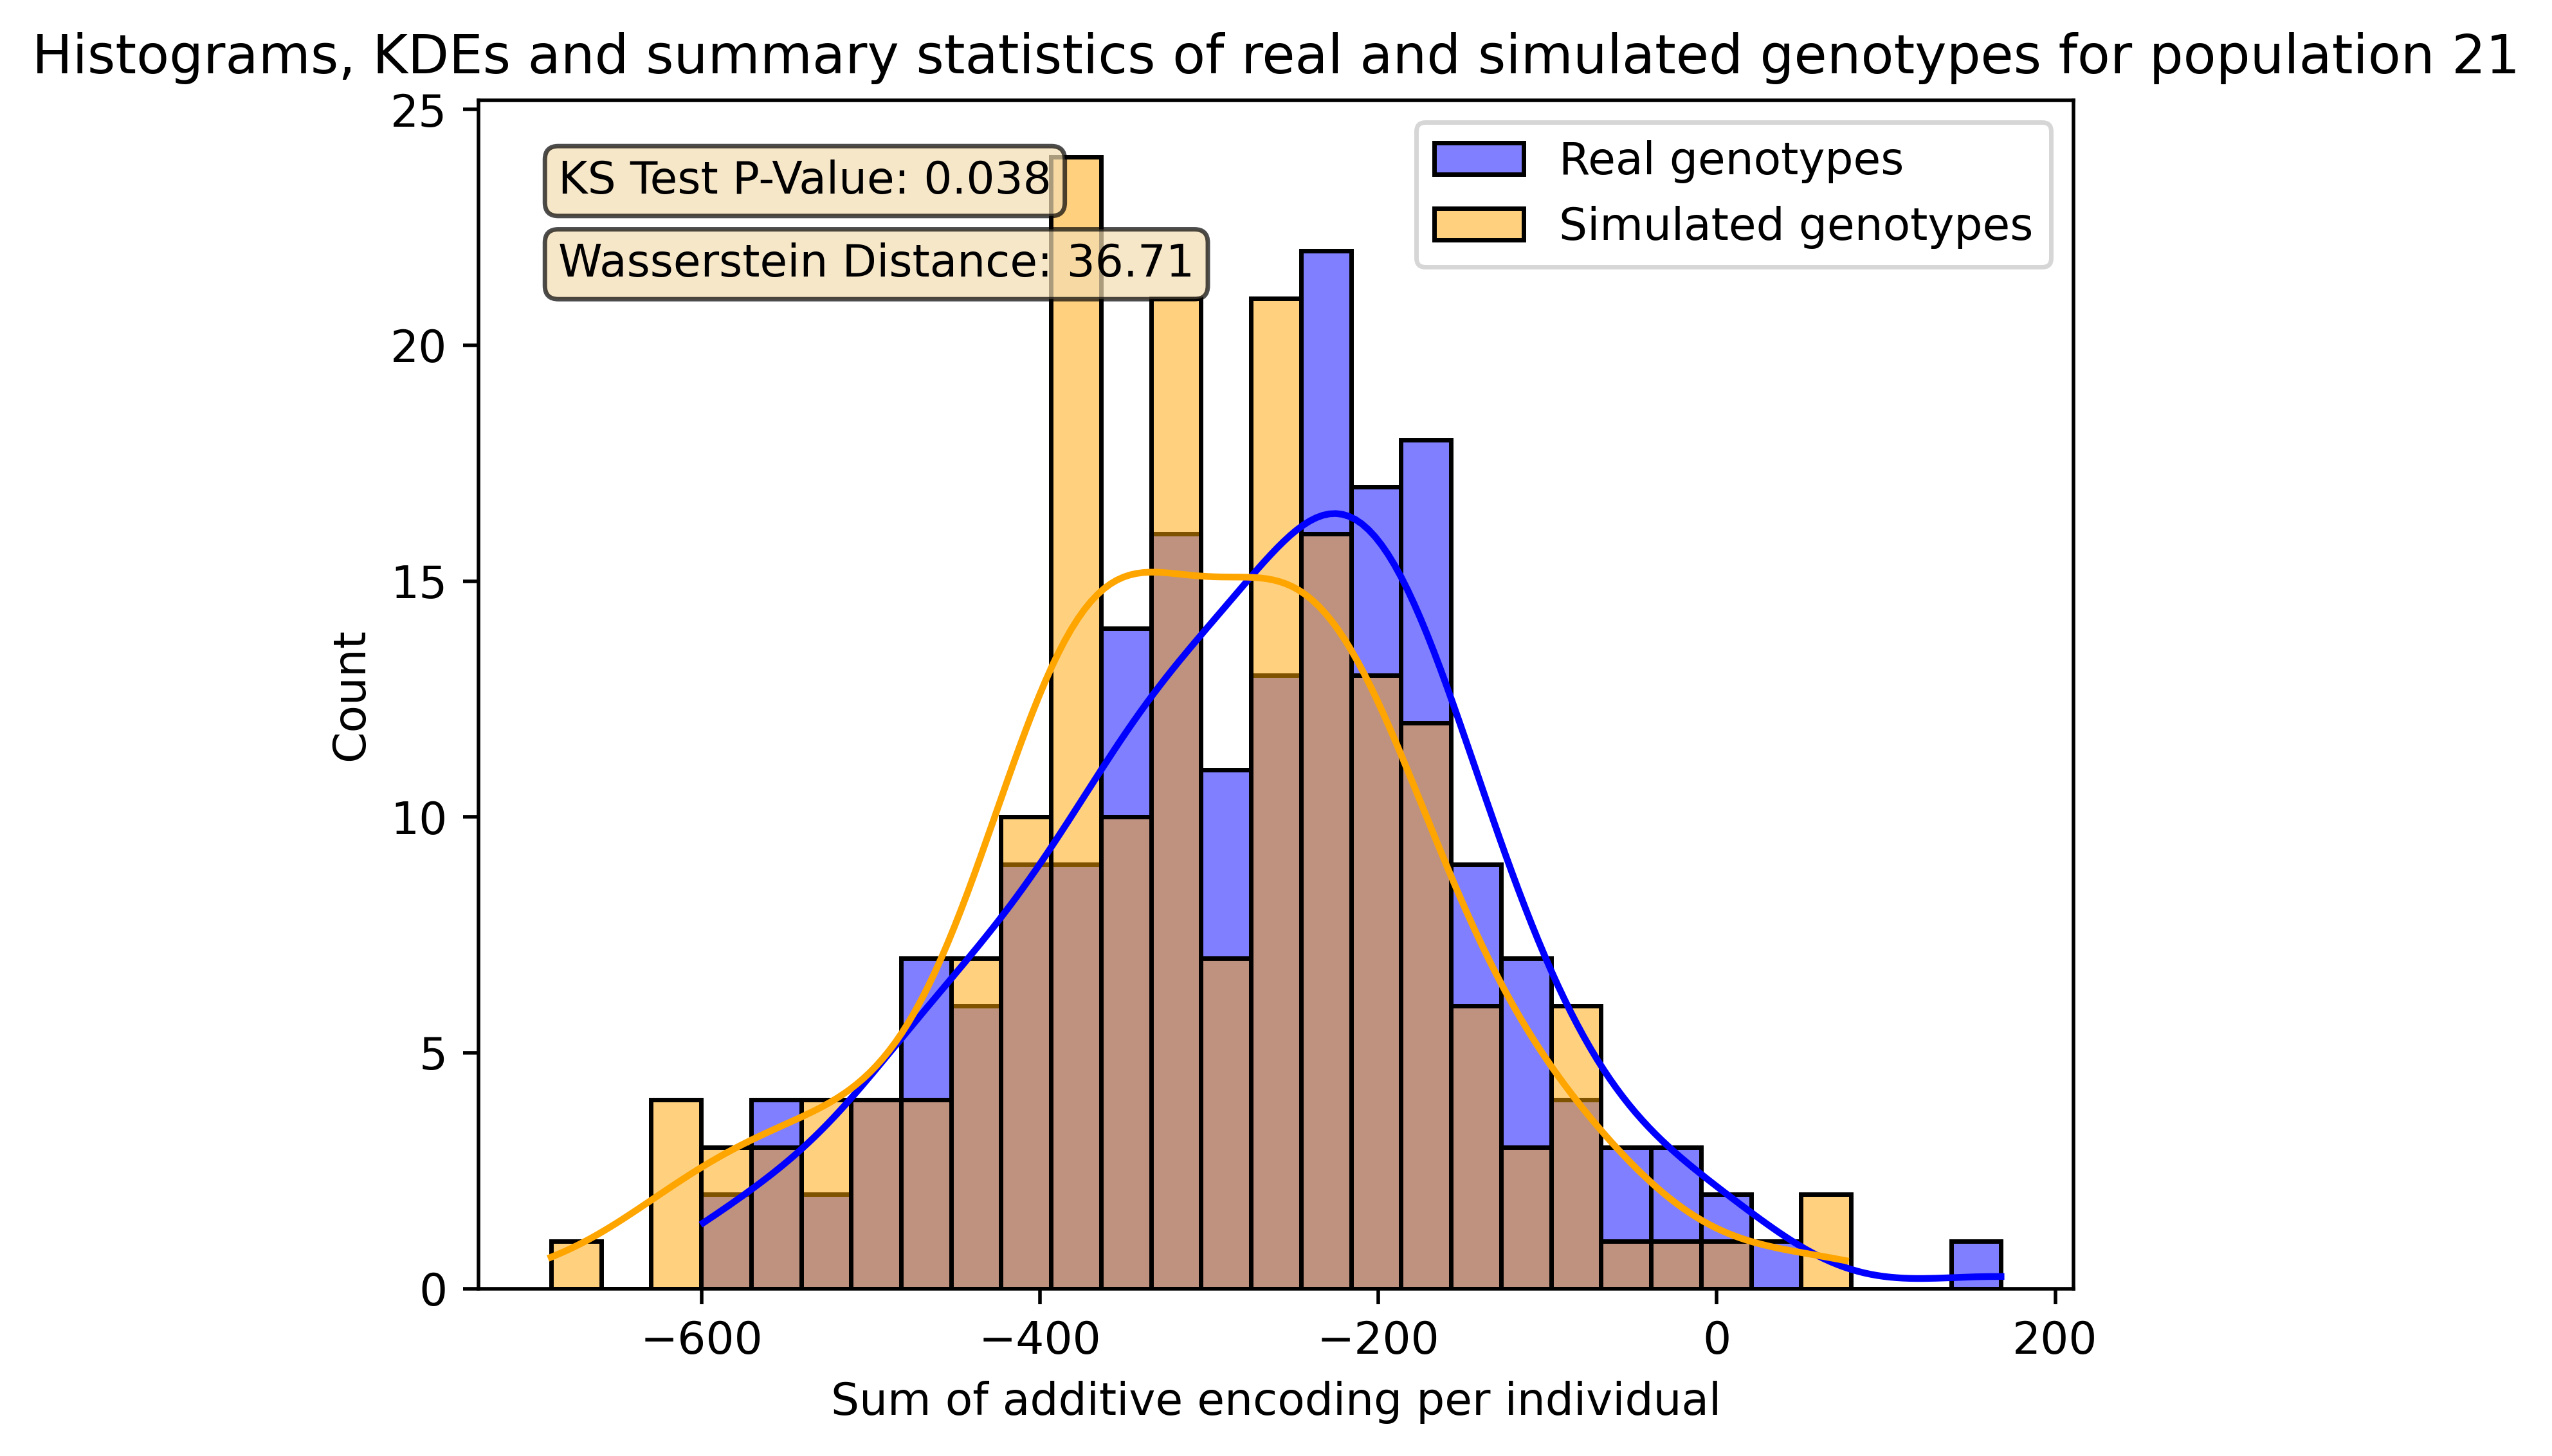 Histograms, KDEs and summary statistics of real and simulated genotypes for population 21
25
20
15
10
5
0
Count
KS Test P-Value: 0.038
Wasserstein Distance: 36.71
Real genotypes
Simulated genotypes
−600
−400
−200
0
200
Sum of additive encoding per individual